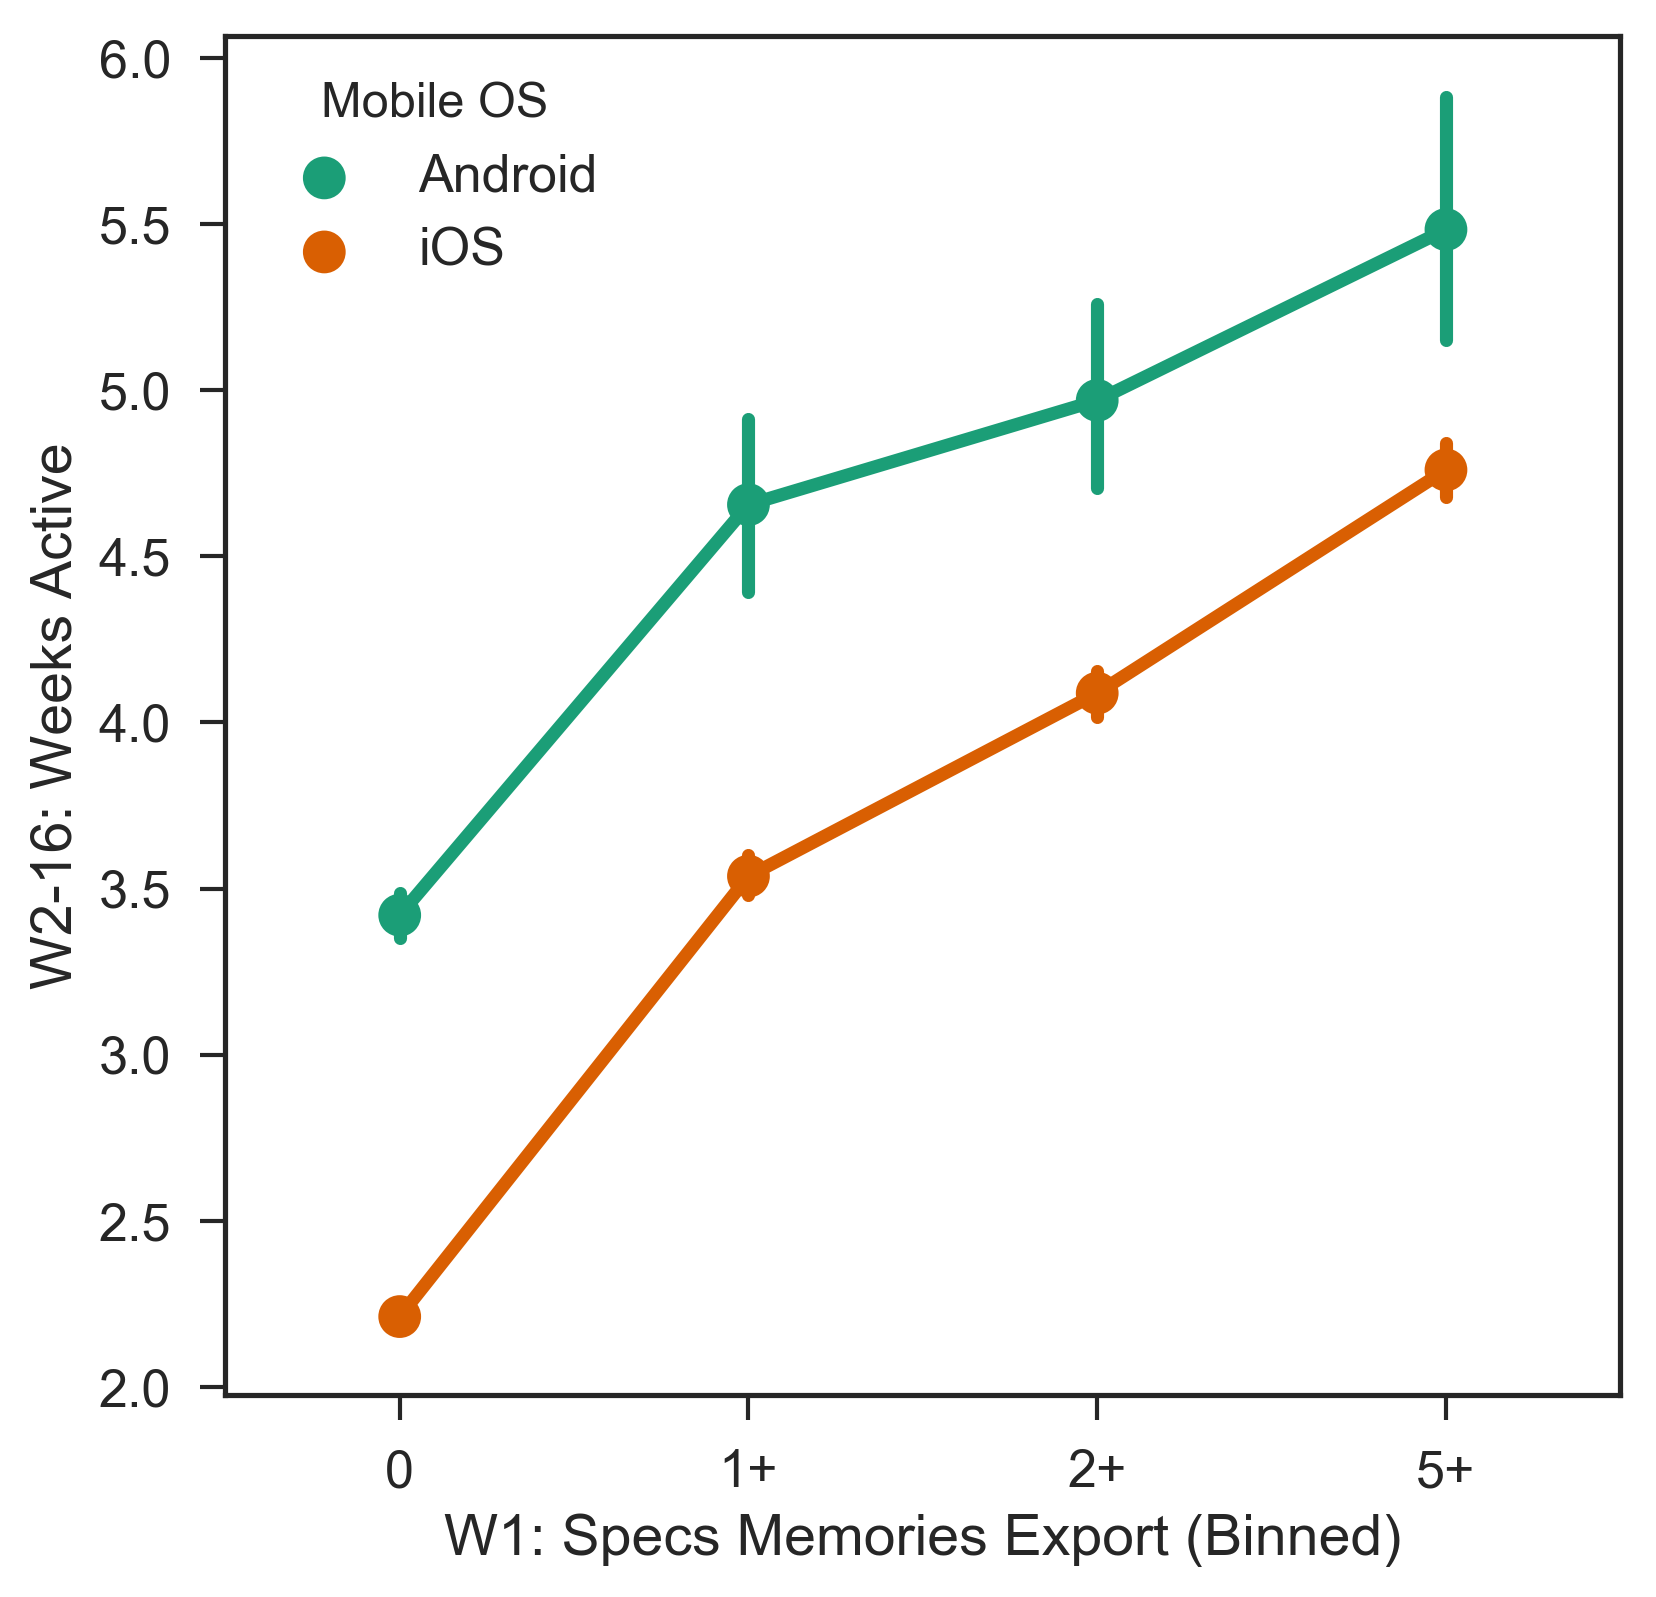 Mobile OS
Android
iOS
6.0
5.5
5.0
4.5
4.0
3.5
3.0
2.5
2.0
W2-16: Weeks Active
0
1+
2+
5+
W1: Specs Memories Export (Binned)